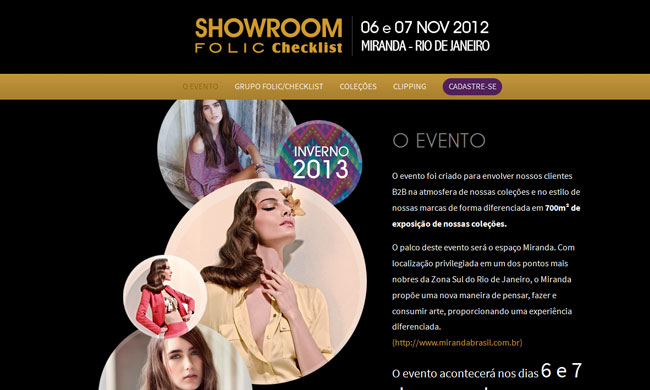 SHOWROOM
FOLIC Checklist
06 e 07 NOV 2012
MIRANDA - RIO DE JANEIRO
O EVENTO
GRUPO FOLIC/CHECKLIST
COLEÇÕES
CLIPPING
CADASTRE-SE
INVERNO
2013
O EVENTO
O evento foi criado para envolver nossos clientes
B2B na atmosfera de nossas coleções e no estilo de
nossas marcas de forma diferenciada em 700m² de
exposição de nossas coleções.
O palco deste evento será o espaço Miranda. Com
localização privilegiada em um dos pontos mais
nobres da Zona Sul do Rio de Janeiro, o Miranda
propõe uma nova maneira de pensar, fazer e
consumir arte, proporcionando uma experiência
diferenciada.
(http://www.mirandabrasil.com.br)
O evento acontecerá nos dias 6 e 7